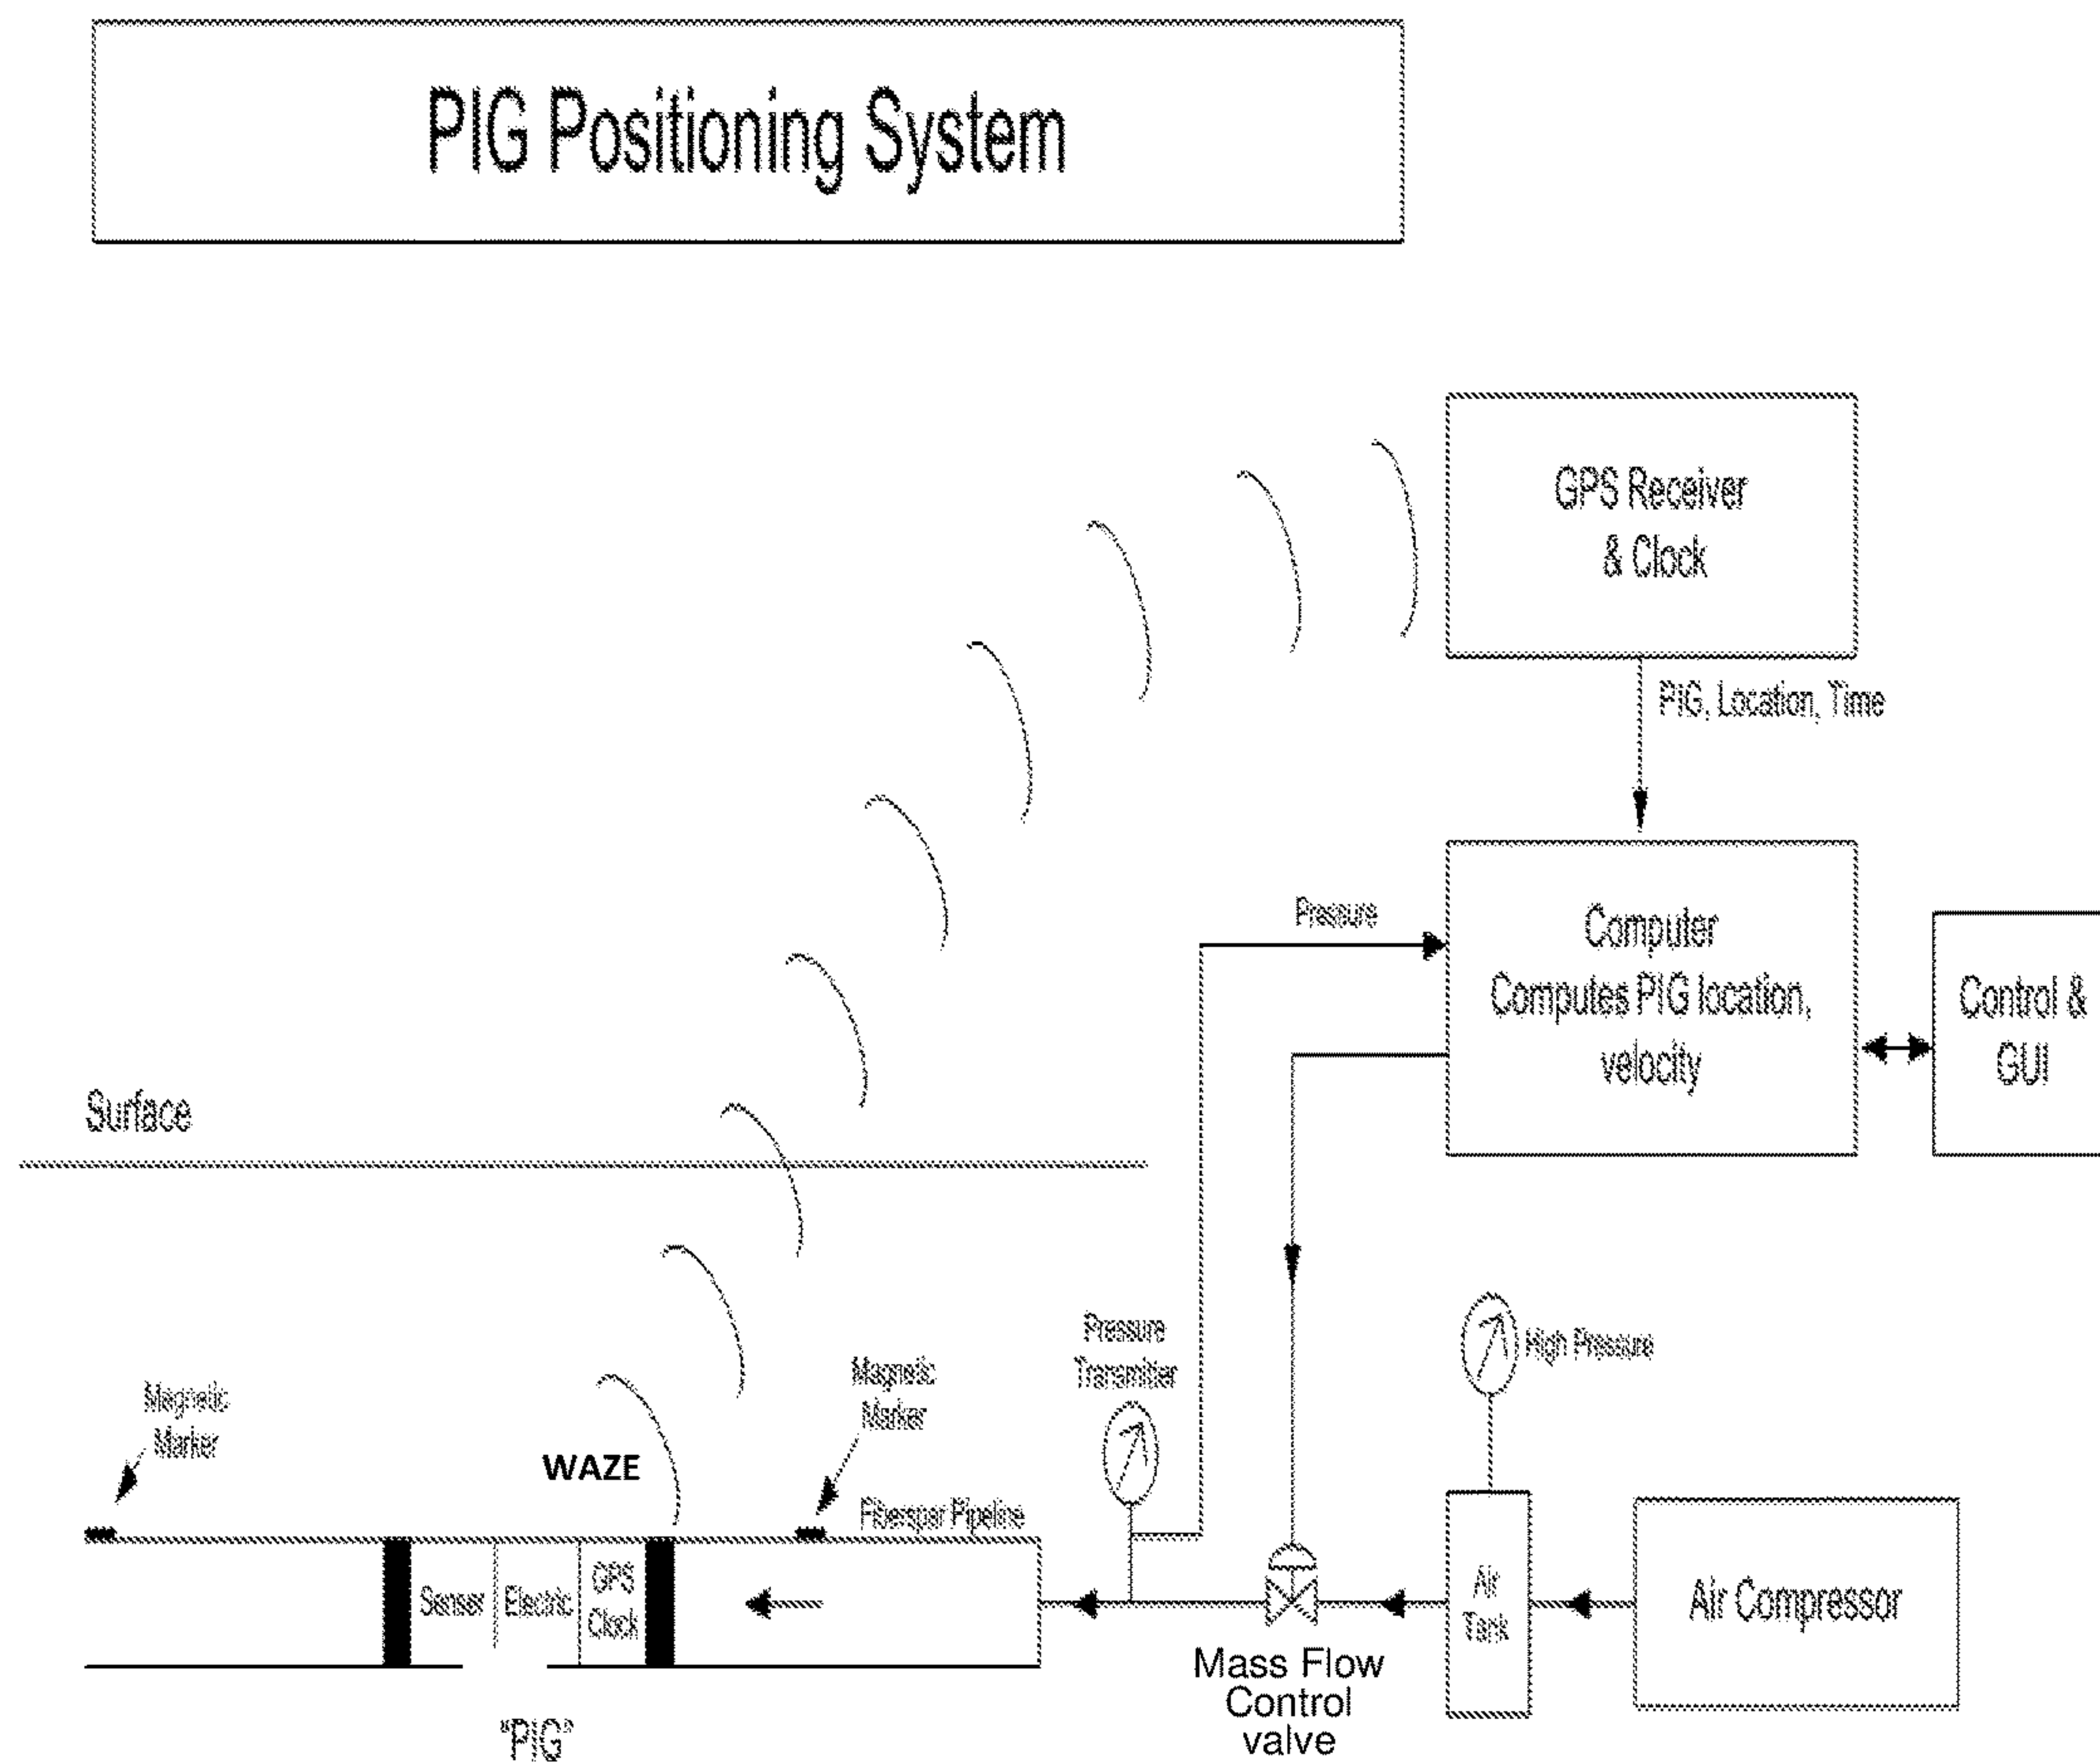 PIG Positioning System
GPS Receiver
& Clock
PIG, Location, Time
Pressure
Computer
Computes PIG location,
velocity
Control &
GUI
Surface
Pressure
Transmitter
High Pressure
Magnetic
Marker
Magnetic
Marker
WAZE
Fiberspar Pipeline
Senser
Electric
GPS
Clock
Air
Tank
Air Compressor
Mass Flow
Control
valve
"PIG"